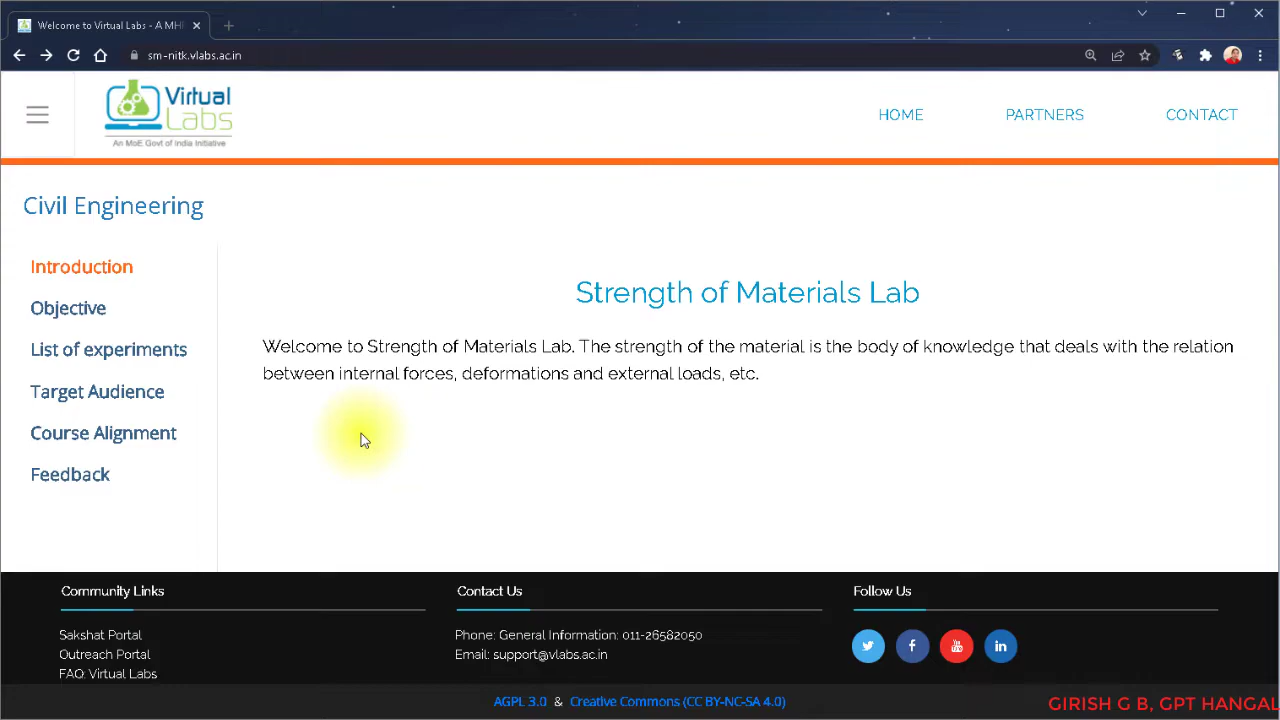 Welcome to Virtual Labs - A MH
sm-nitk.vlabs.ac.in
Virtual
Labs
An MoE Govt of India Initiative
HOME
PARTNERS
CONTACT
Civil Engineering
Introduction
Objective
List of experiments
Target Audience
Course Alignment
Feedback
Strength of Materials Lab
Welcome to Strength of Materials Lab. The strength of the material is the body of knowledge that deals with the relation
between internal forces, deformations and external loads, etc.
Community Links
Sakshat Portal
Outreach Portal
FAQ: Virtual Labs
Contact Us
Phone: General Information: 011-26582050
Email: support@vlabs.ac.in
Follow Us
AGPL 3.0 & Creative Commons (CC BY-NC-SA 4.0)
GIRISH G B, GPT HANGAL